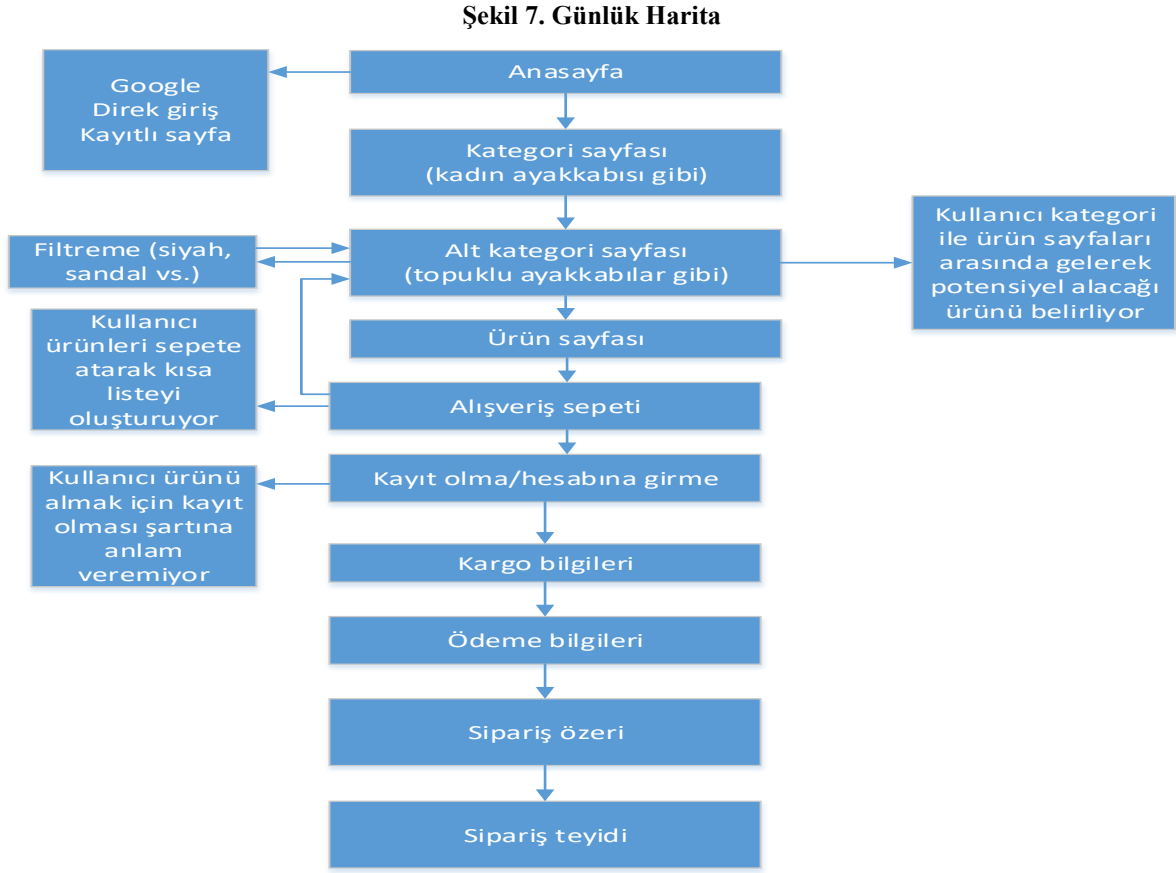 Şekil 7. Günlük Harita
Anasayfa
Google
Direk giriş
Kayıtlı sayfa
Kategori sayfası
(kadın ayakkabısı gibi)
Alt kategori sayfası
(topuklu ayakkabılar gibi)
Filtreme (siyah,
sandal vs.)
Kullanıcı kategori
ile ürün sayfaları
arasında gelerek
potensiyel alacağı
ürünü belirliyor
Ürün sayfası
Kullanıcı
ürünleri sepete
atarak kısa
listeyi
oluşturuyor
Alışveriş sepeti
Kayıt olma/hesabına girme
Kullanıcı ürünü
almak için kayıt
olması şartına
anlam
veremiyor
Kargo bilgileri
Ödeme bilgileri
Sipariş özeri
Sipariş teyidi